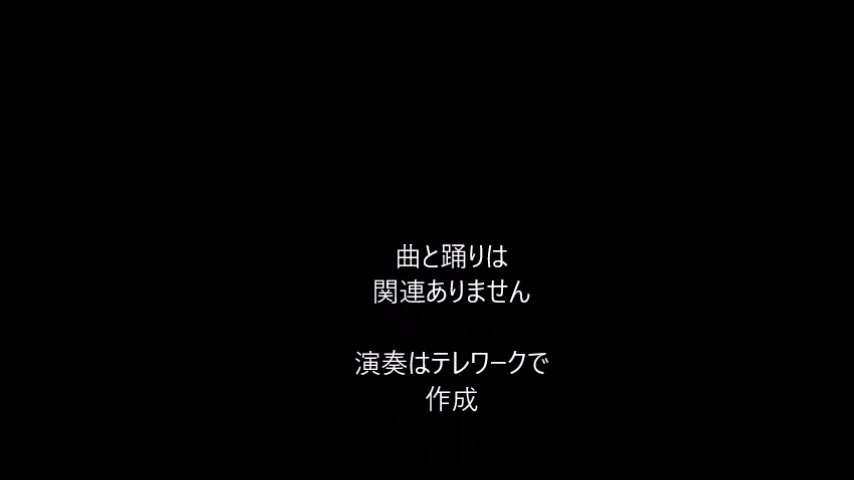 曲と踊りは
関連ありません
演奏はテレワークで
作成